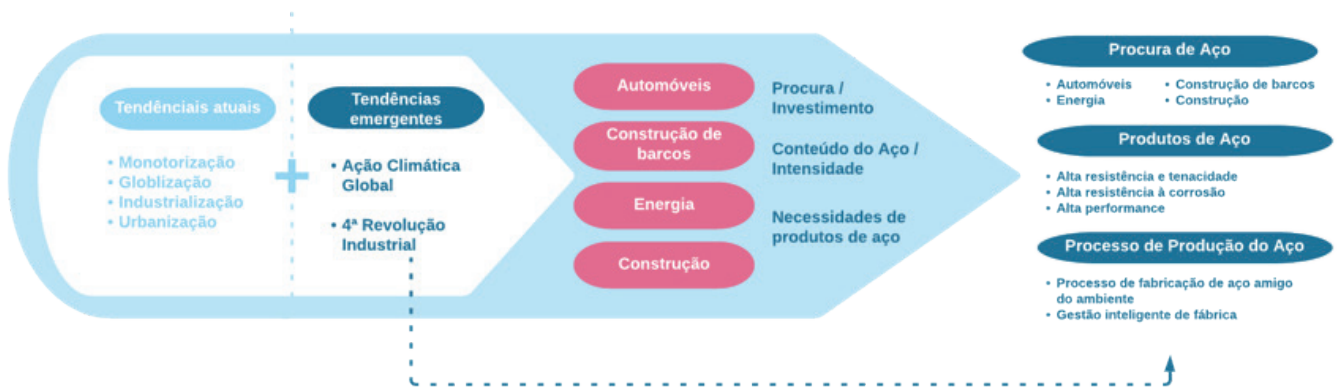 Tendênciais atuais
• Monotorização
• Globlização
• Industrialização
• Urbanização
+
Tendências
emergentes
• Ação Climática
Global
• 4ª Revolução
Industrial
Automóveis
Construção de
barcos
Energia
Construção
Procura /
Investimento
Conteúdo do Aço /
Intensidade
Necessidades de
produtos de aço
Procura de Aço
• Automóveis
• Energia
• Construção de barcos
• Construção
Produtos de Aço
• Alta resistência e tenacidade
• Alta resistência à corrosão
• Alta performance
Processo de Produção do Aço
• Processo de fabricação de aço amigo
do ambiente
• Gestão inteligente de fábrica